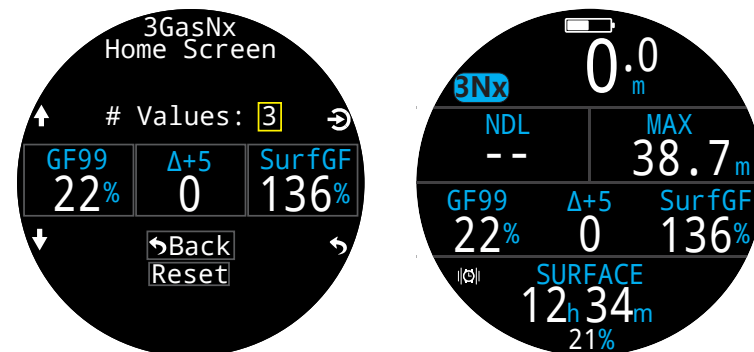 3GasNx
Home Screen
# Values: 3
GF99 Δ+5 SurfGF
22% 0 136%
Back
Reset
0.0
m
3Nx
NDL MAX
-- 38.7m
GF99 Δ+5 SurfGF
22% 0 136%
SURFACE
12h 34m
21%